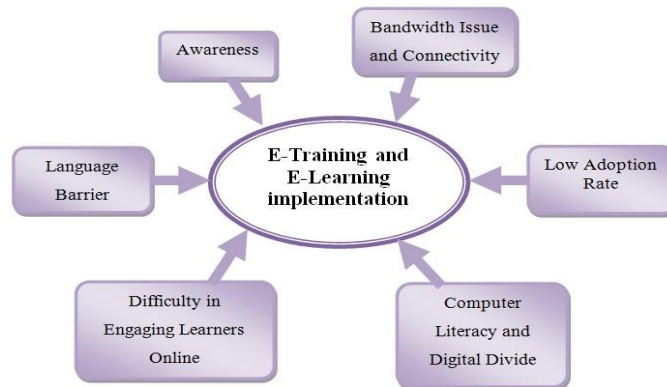 Awareness
Bandwidth Issue
and Connectivity
E-Training and
E-Learning
implementation
Language
Barrier
Low Adoption
Rate
Difficulty in
Engaging Learners
Online
Computer
Literacy and
Digital Divide